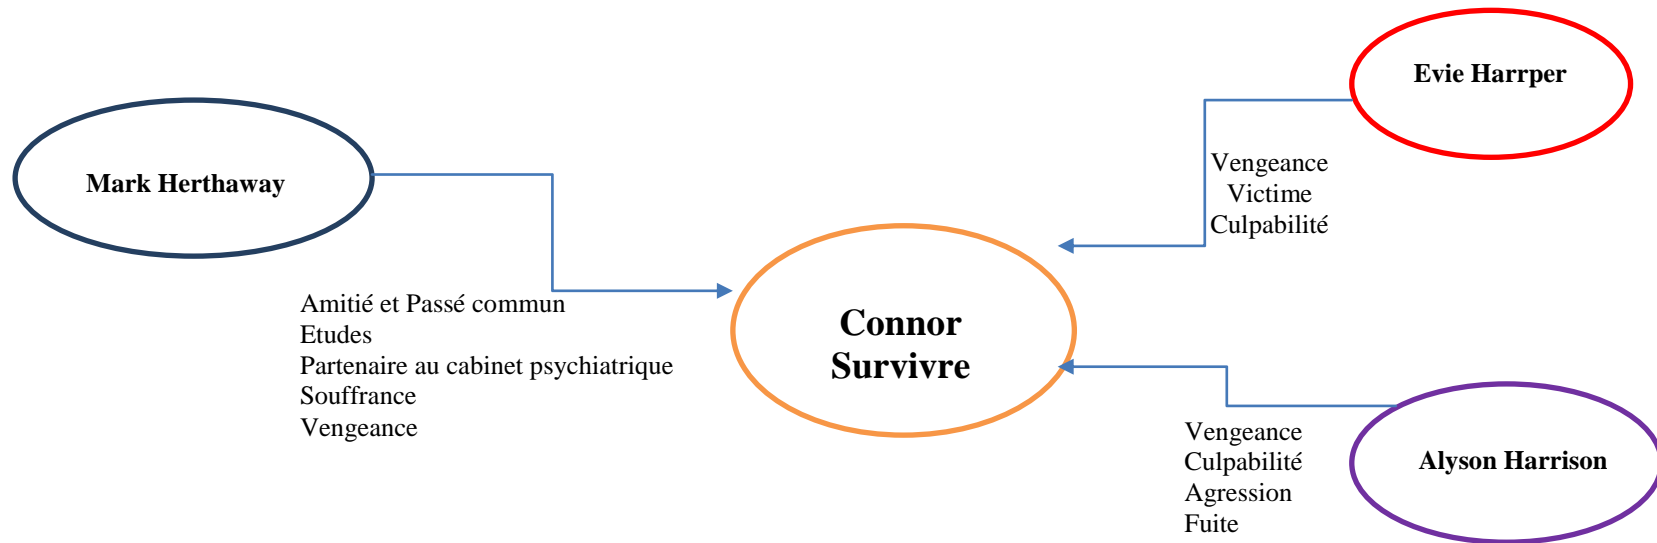 Evie Harrper
Mark Herthaway
Vengeance
Victime
Culpabilité
Amitié et Passé commun
Etudes
Partenaire au cabinet psychiatrique
Souffrance
Vengeance
Connor
Survivre
Vengeance
Culpabilité
Agression
Fuite
Alyson Harrison